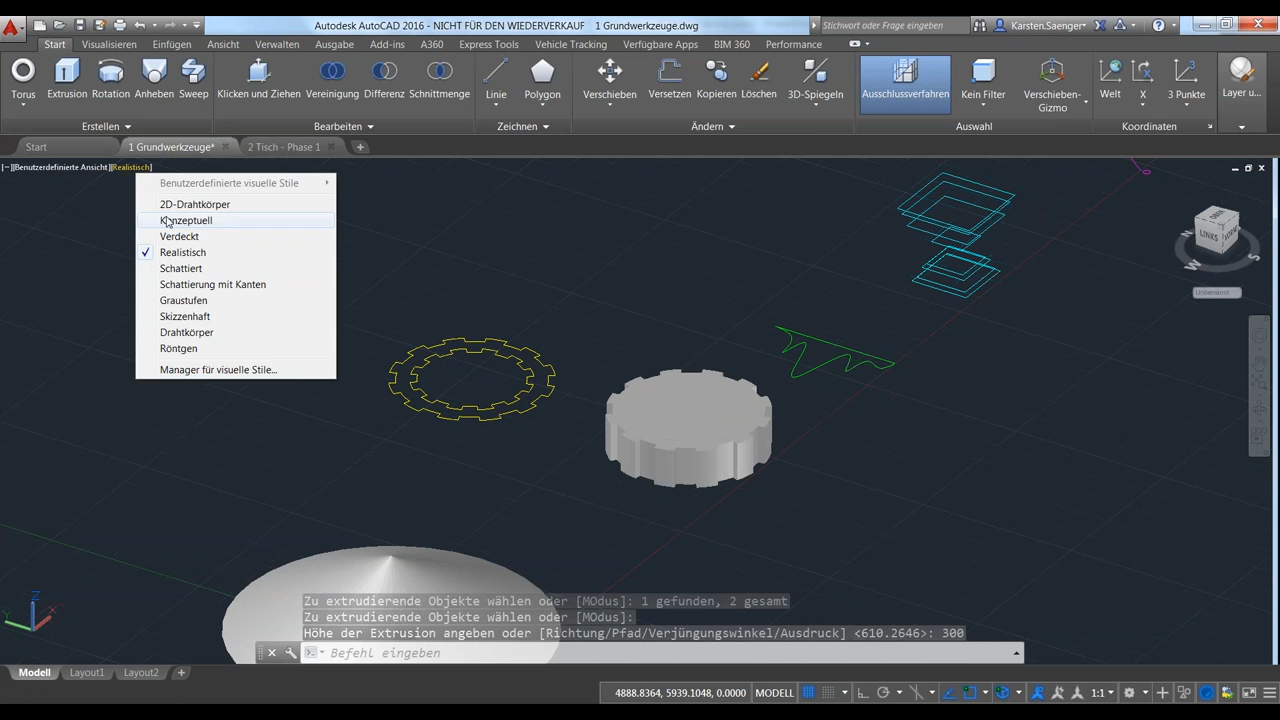 Autodesk AutoCAD 2016 - NICHT FÜR DEN WIEDERVERKAUF 1 Grundwerkzeuge.dwg
Stichwort oder Frage eingeben
Karsten.Saenger
Start Visualisieren Einfügen Ansicht Verwalten Ausgabe Add-ins A360 Express Tools Vehicle Tracking Verfügbare Apps BIM 360 Performance
Torus Extrusion Rotation Anheben Sweep Klicken und Ziehen Vereinigung Differenz Schnittmenge Linie Polygon Verschieben Versetzen Kopieren Löschen 3D-Spiegeln Ausschlussverfahren Kein Filter Verschieben-Gizmo Welt X 3 Punkte Layer u...
Erstellen Bearbeiten Zeichnen Ändern Auswahl Koordinaten
Start 1 Grundwerkzeuge* 2 Tisch - Phase 1
[−][Benutzerdefinierte Ansicht][Realistisch]
Benutzerdefinierte visuelle Stile
2D-Drahtkörper
Konzeptuell
Verdeckt
Realistisch
Schattiert
Schattierung mit Kanten
Graustufen
Skizzenhaft
Drahtkörper
Röntgen
Manager für visuelle Stile...
OBEN
LINKS
N
W
S
Unbenannt
Z
Y
X
Zu extrudierende Objekte wählen oder [MOdus]: 1 gefunden, 2 gesamt
Zu extrudierende Objekte wählen oder [MOdus]:
Höhe der Extrusion angeben oder [Richtung/Pfad/Verjüngungswinkel/Ausdruck] <610.2646>: 300
Befehl eingeben
Modell Layout1 Layout2
4888.8364, 5939.1048, 0.0000 MODELL 1:1